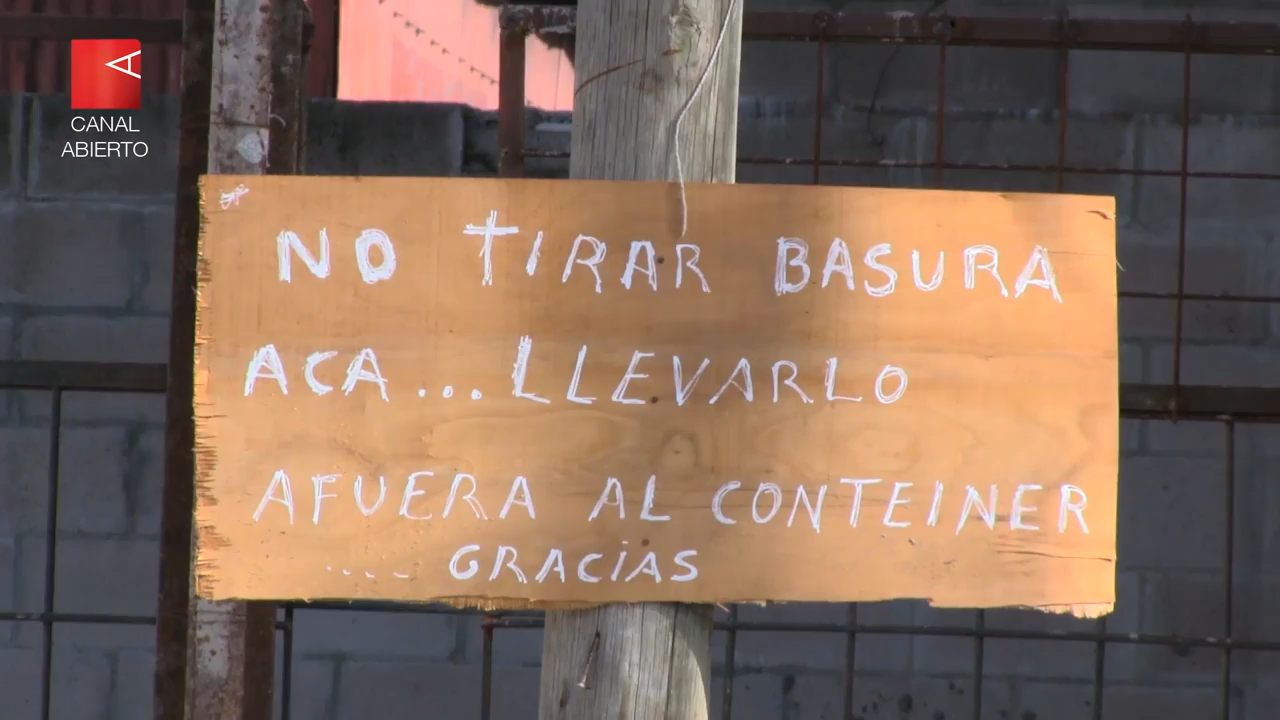 CANAL
ABIERTO
NO TIRAR BASURA
ACA...LLEVARLO
AFUERA AL CONTEINER
.... GRACIAS